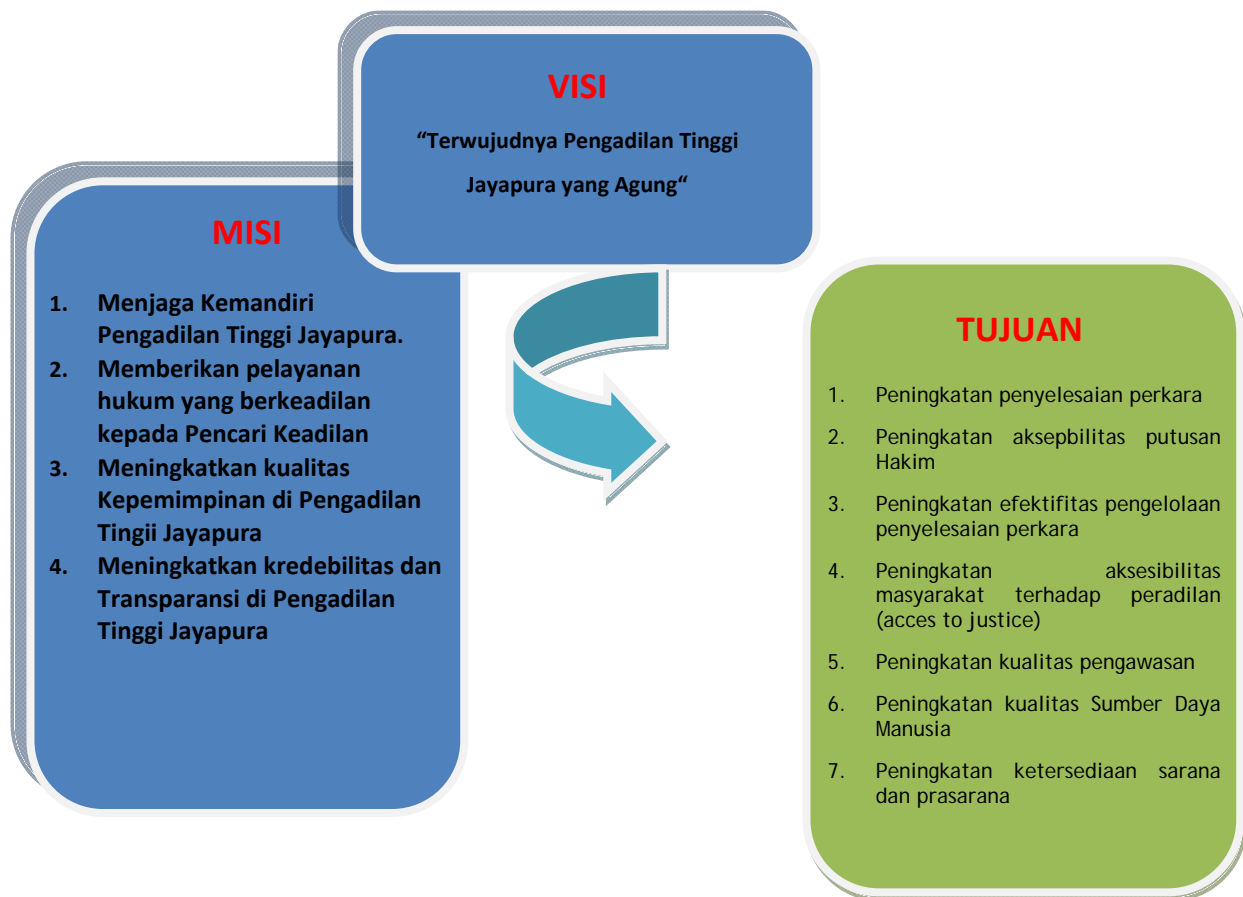 VISI
“Terwujudnya Pengadilan Tinggi
Jayapura yang Agung“
MISI
1. Menjaga Kemandiri
Pengadilan Tinggi Jayapura.
2. Memberikan pelayanan
hukum yang berkeadilan
kepada Pencari Keadilan
3. Meningkatkan kualitas
Kepemimpinan di Pengadilan
Tingii Jayapura
4. Meningkatkan kredebilitas dan
Transparansi di Pengadilan
Tinggi Jayapura
TUJUAN
1. Peningkatan penyelesaian perkara
2. Peningkatan aksepbilitas putusan
Hakim
3. Peningkatan efektifitas pengelolaan
penyelesaian perkara
4. Peningkatan aksesibilitas
masyarakat terhadap peradilan
(acces to justice)
5. Peningkatan kualitas pengawasan
6. Peningkatan kualitas Sumber Daya
Manusia
7. Peningkatan ketersediaan sarana
dan prasarana